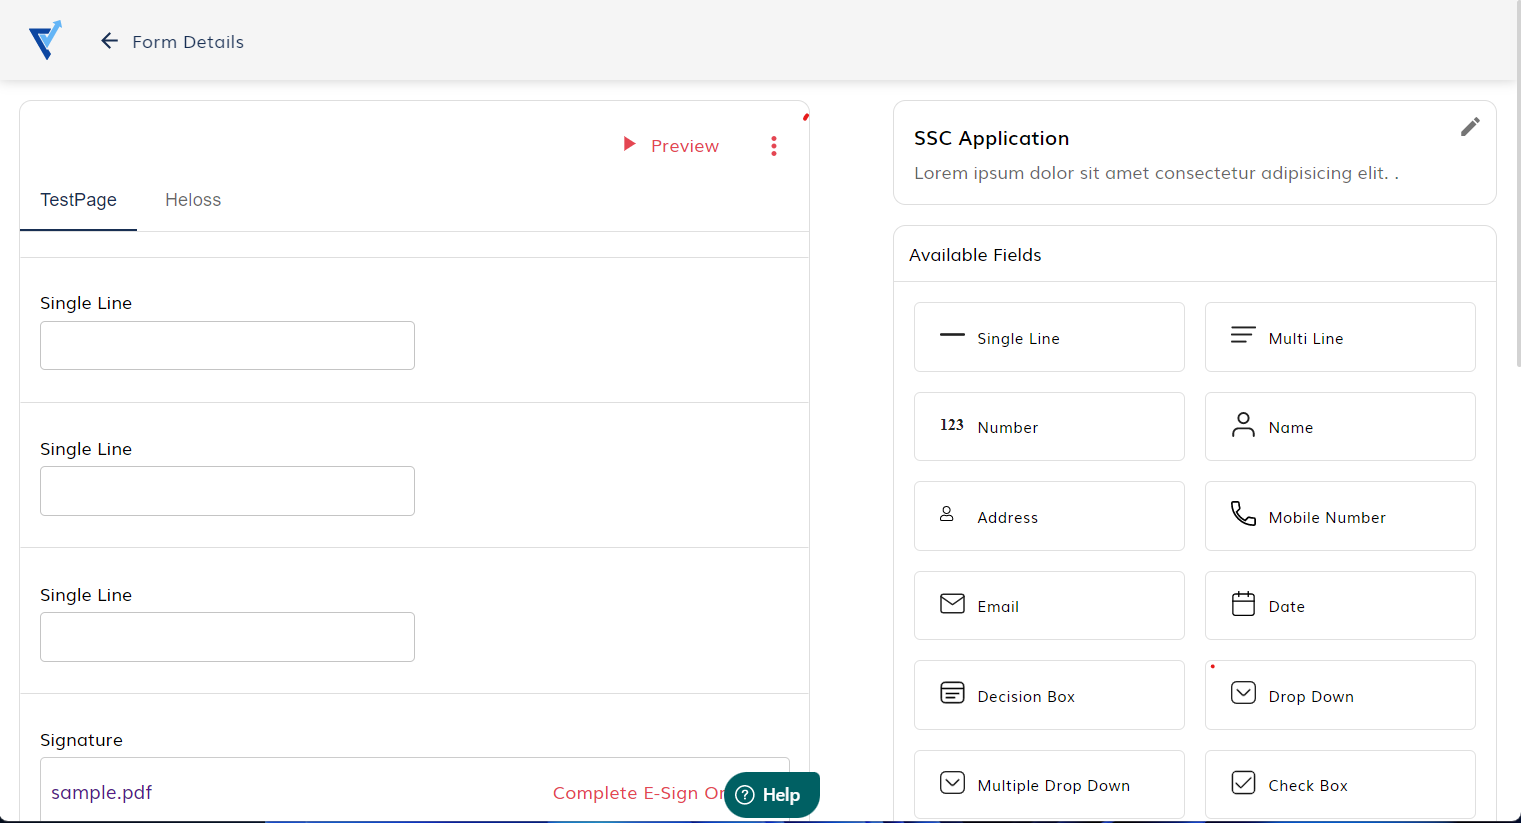 Form Details
Preview
TestPage
Heloss
Single Line
Single Line
Single Line
Signature
sample.pdf
Complete E-Sign
Help
SSC Application
Lorem ipsum dolor sit amet consectetur adipisicing elit. .
Available Fields
Single Line
Multi Line
123 Number
Name
Address
Mobile Number
Email
Date
Decision Box
Drop Down
Multiple Drop Down
Check Box